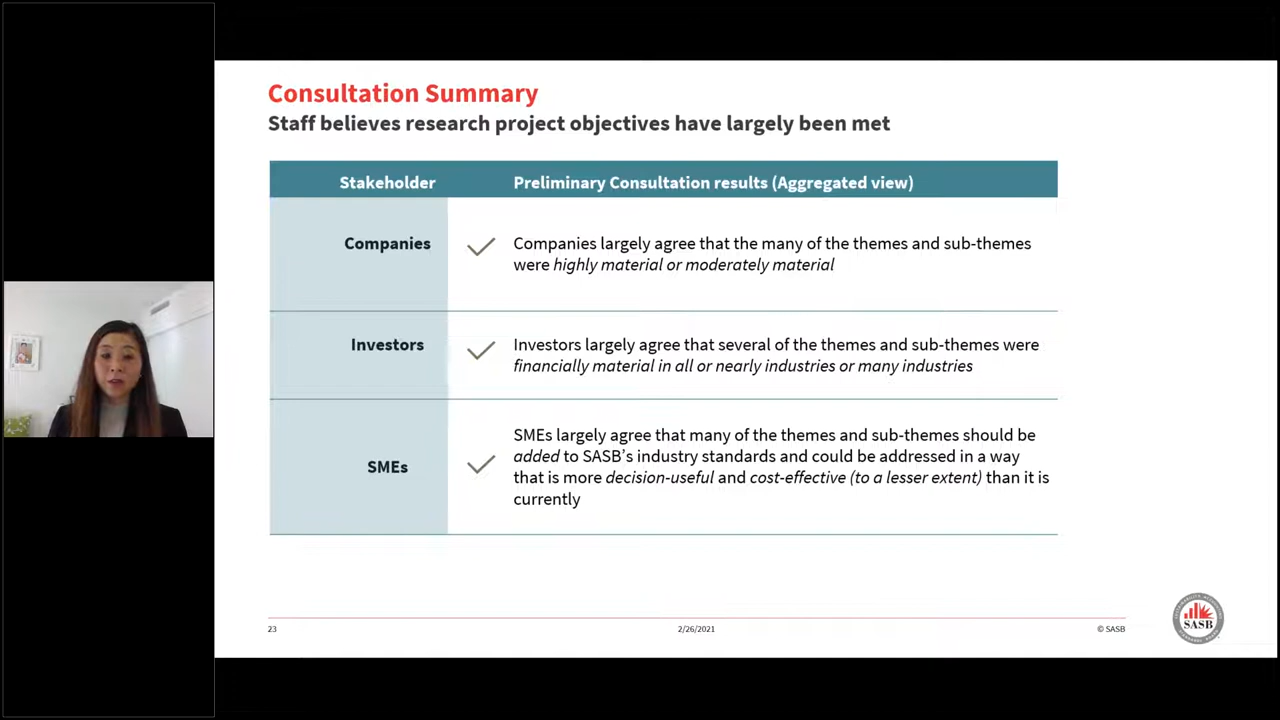 Consultation Summary
Staff believes research project objectives have largely been met
Stakeholder
Preliminary Consultation results (Aggregated view)
Companies
Companies largely agree that the many of the themes and sub-themes
were highly material or moderately material
Investors
Investors largely agree that several of the themes and sub-themes were
financially material in all or nearly industries or many industries
SMEs
SMEs largely agree that many of the themes and sub-themes should be
added to SASB's industry standards and could be addressed in a way
that is more decision-useful and cost-effective (to a lesser extent) than it is
currently
23
2/26/2021
© SASB
SASB